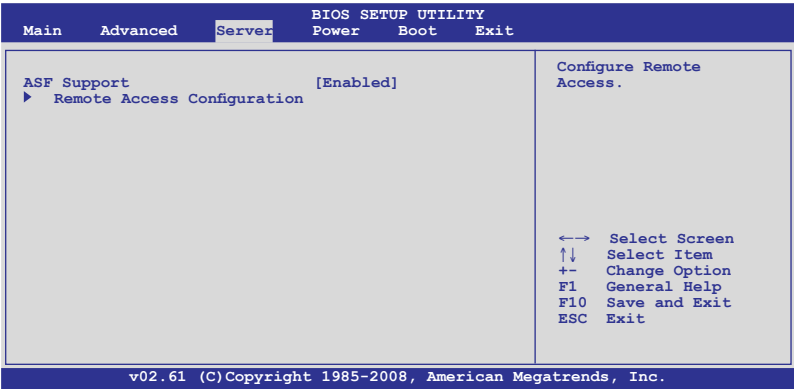 BIOS SETUP UTILITY
Main Advanced Server Power Boot Exit
ASF Support [Enabled]
Remote Access Configuration
Configure Remote
Access.
←→ Select Screen
↑↓ Select Item
+- Change Option
F1 General Help
F10 Save and Exit
ESC Exit
v02.61 (C)Copyright 1985-2008, American Megatrends, Inc.